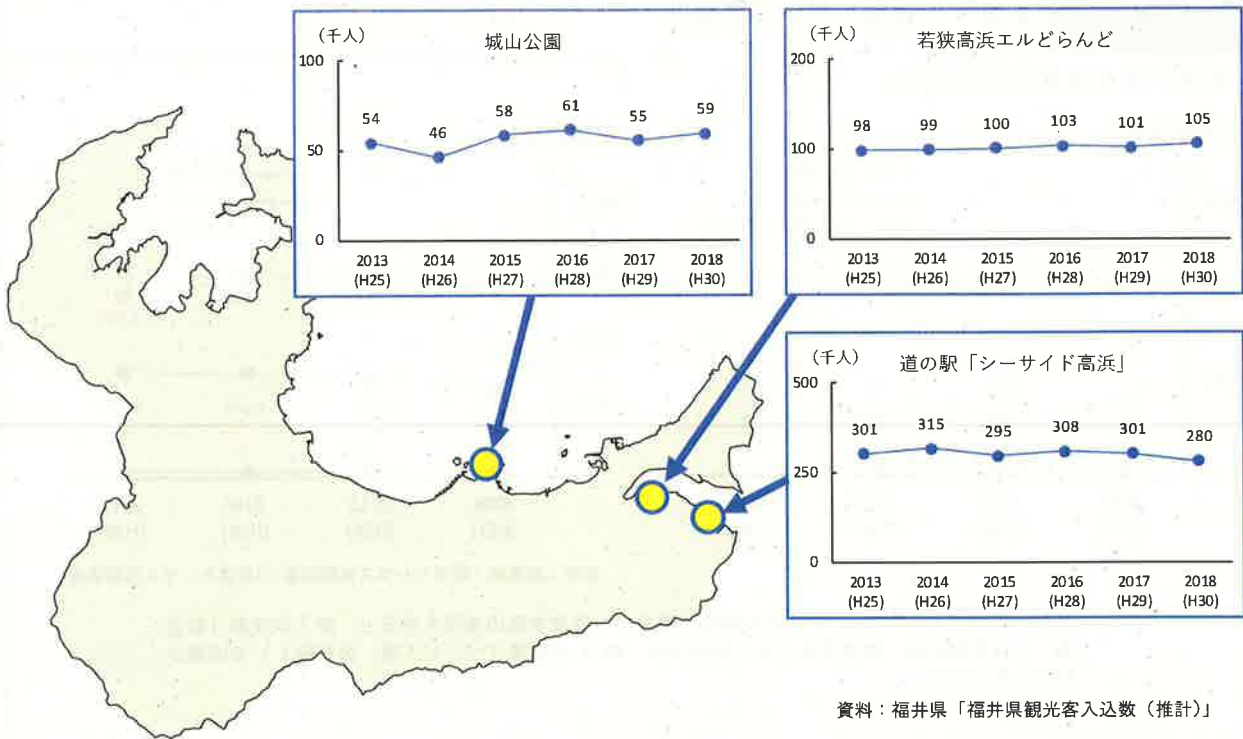 (千人)
城山公園
100
50
0
54
46
58
61
55
59
2013
(H25)
2014
(H26)
2015
(H27)
2016
(H28)
2017
(H29)
2018
(H30)
(千人)
若狭高浜エルどらんど
200
100
0
98
99
100
103
101
105
2013
(H25)
2014
(H26)
2015
(H27)
2016
(H28)
2017
(H29)
2018
(H30)
(千人)
道の駅「シーサイド高浜」
500
250
0
301
315
295
308
301
280
2013
(H25)
2014
(H26)
2015
(H27)
2016
(H28)
2017
(H29)
2018
(H30)
資料:福井県「福井県観光客入込数(推計)」